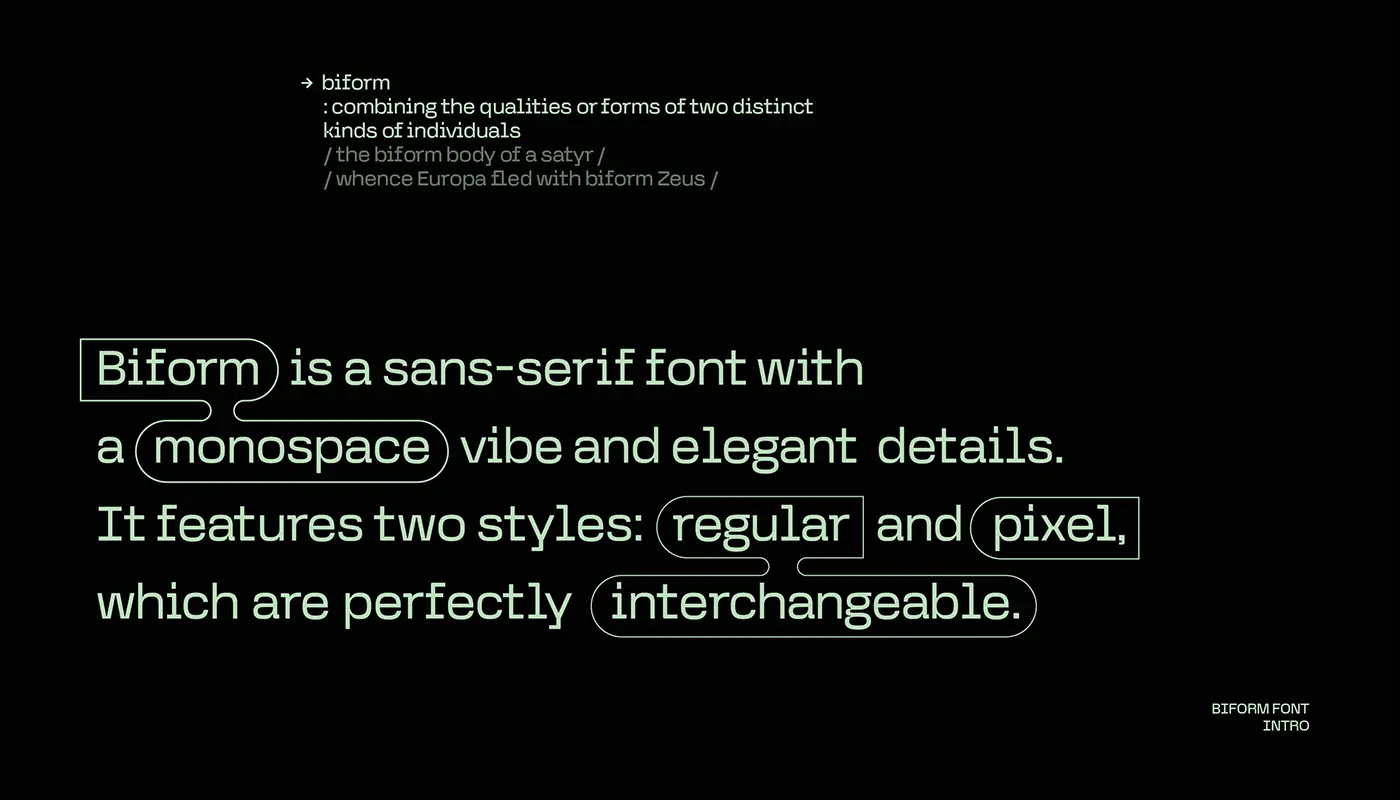 → biform
: combining the qualities or forms of two distinct
kinds of individuals
/ the biform body of a satyr /
/ whence Europa fled with biform Zeus /
Biform is a sans-serif font with
a monospace vibe and elegant details.
It features two styles: regular and pixel,
which are perfectly interchangeable.
BIFORM FONT
INTRO